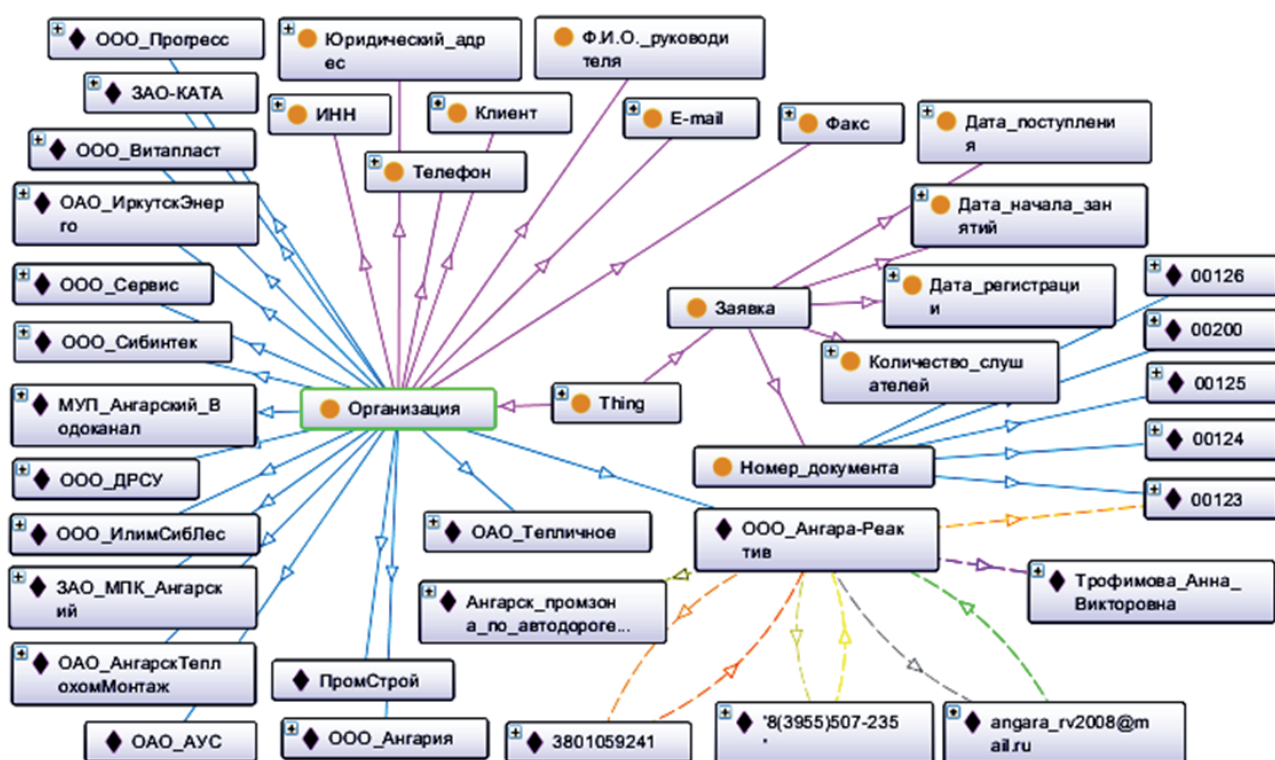 ООО_Прогресс
Юридический_адр
ес
Ф.И.О._руководи
теля
ЗАО-КАТА
ИНН
Клиент
E-mail
Факс
Дата_поступлени
я
ООО_Витапласт
Телефон
ОАО_ИркутскЭнер
го
Дата_начала_зан
ятий
ООО_Сервис
Дата_регистраци
и
00126
Заявка
00200
ООО_Сибинтек
Количество_слуш
ателей
00125
МУП_Ангарский_В
одоканал
Организация
Thing
00124
ООО_ДРСУ
Номер_документа
00123
ООО_ИлимСибЛес
ОАО_Тепличное
ООО_Ангара-Реак
тив
ЗАО_МПК_Ангарск
ий
Ангарск_промзон
а_по_автодороге...
Трофимова_Анна_
Викторовна
ОАО_АнгарскТепл
охомМонтаж
ПромСтрой
ОАО_АУС
ООО_Ангария
3801059241
"8(3955)507-235
"
angara_rv2008@m
ail.ru